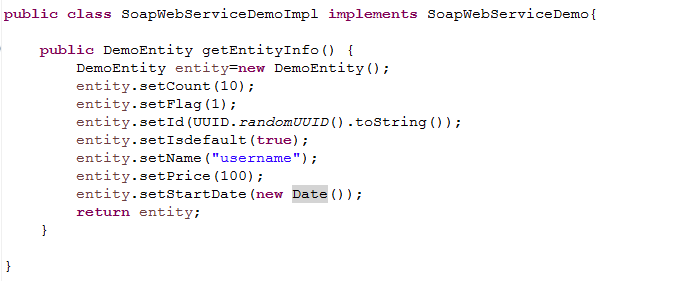 public class SoapWebServiceDemoImpl implements SoapWebServiceDemo{
public DemoEntity getEntityInfo() {
DemoEntity entity=new DemoEntity();
entity.setCount(10);
entity.setFlag(1);
entity.setId(UUID.randomUUID().toString());
entity.setIsdefault(true);
entity.setName("username");
entity.setPrice(100);
entity.setStartDate(new Date());
return entity;
}
}